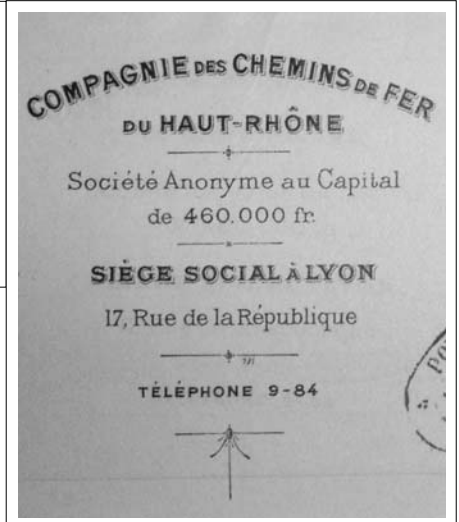 COMPAGNIE DES CHEMINS DE FER
DU HAUT-RHÔNE
Société Anonyme au Capital
de 460.000 fr.
SIÈGE SOCIAL À LYON
17, Rue de la République
TÉLÉPHONE 9-84